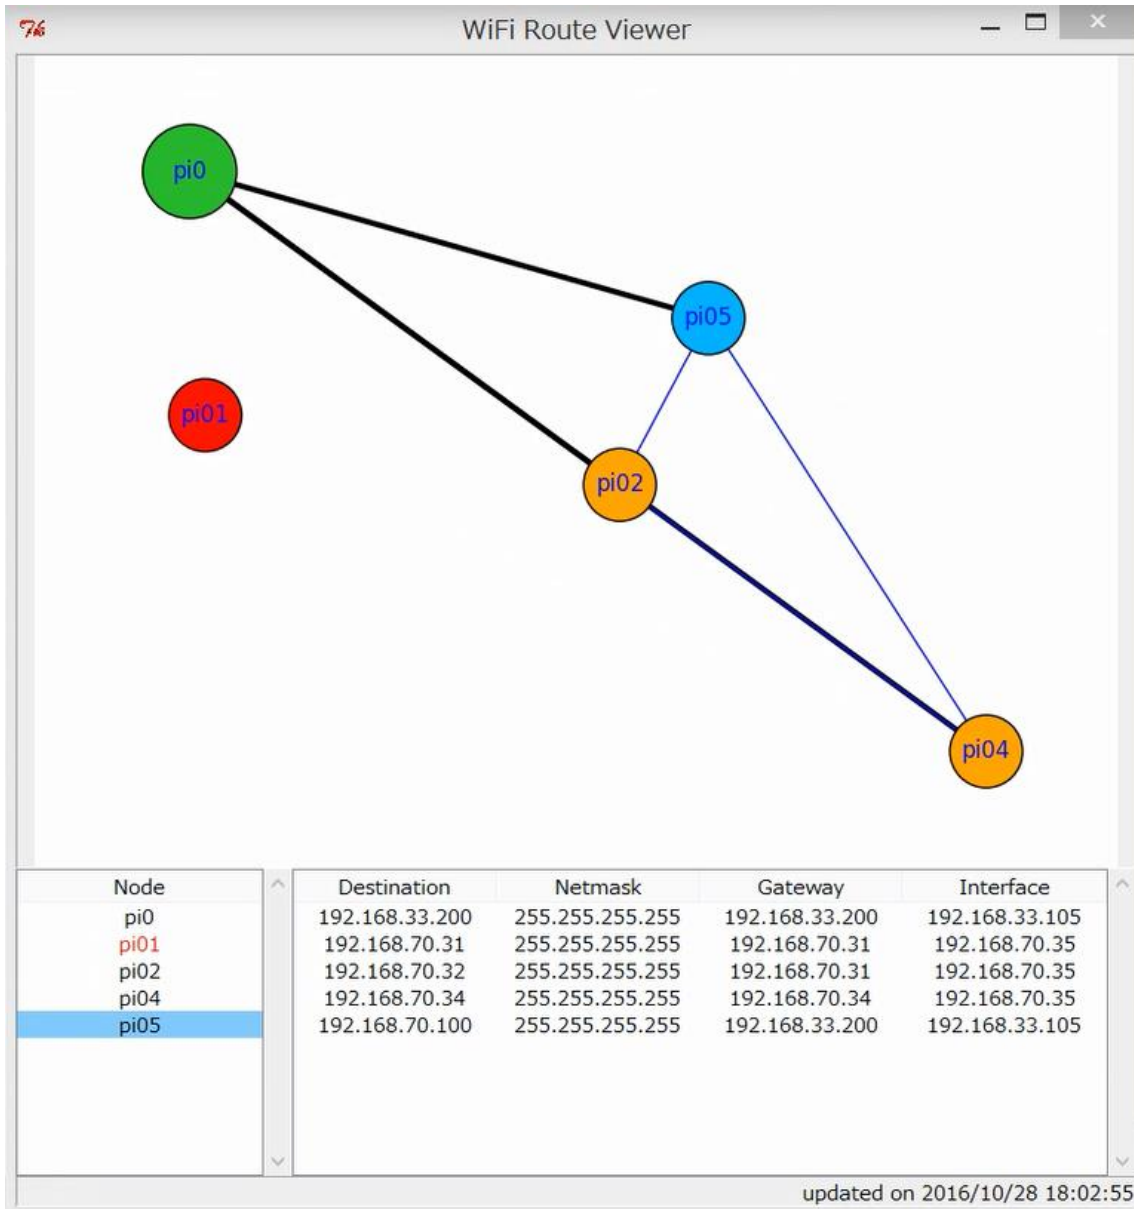 WiFi Route Viewer
pi0
pi05
pi01
pi02
pi04
Node
pi0
pi01
pi02
pi04
pi05
Destination Netmask Gateway Interface
192.168.33.200 255.255.255.255 192.168.33.200 192.168.33.105
192.168.70.31 255.255.255.255 192.168.70.31 192.168.70.35
192.168.70.32 255.255.255.255 192.168.70.31 192.168.70.35
192.168.70.34 255.255.255.255 192.168.70.34 192.168.70.35
192.168.70.100 255.255.255.255 192.168.33.200 192.168.33.105
updated on 2016/10/28 18:02:55